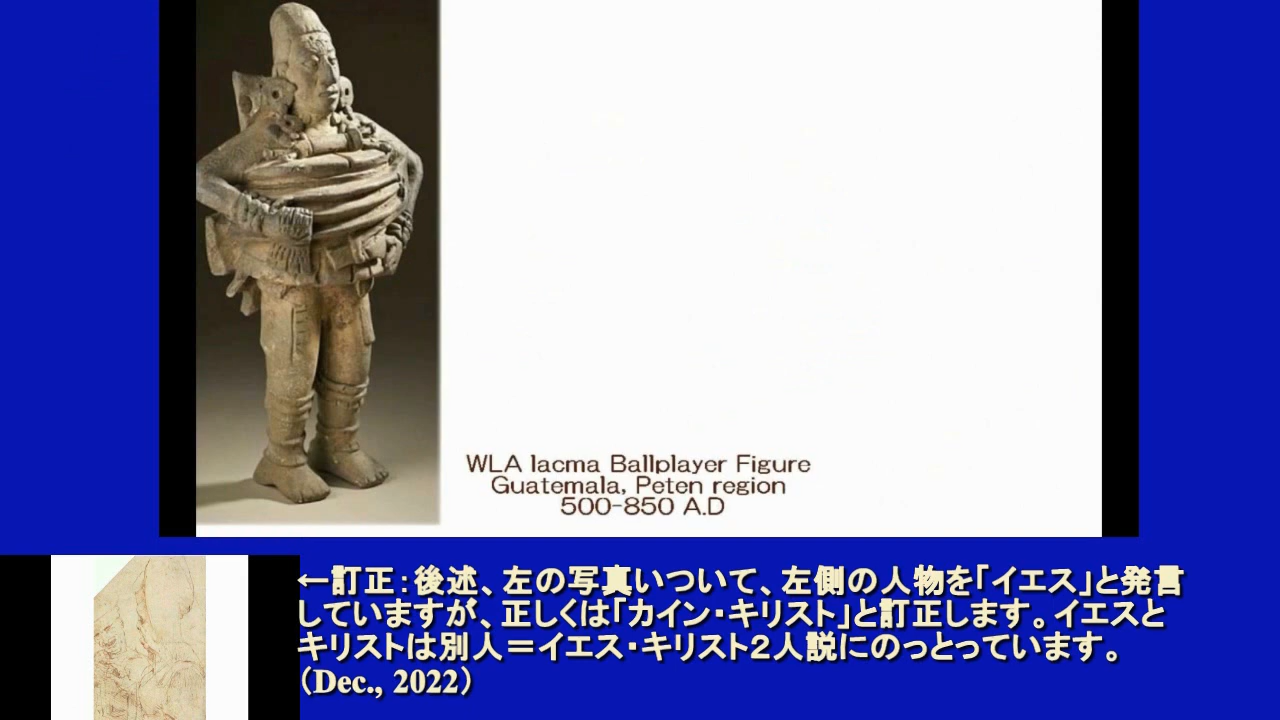 WLA lacma Ballplayer Figure
Guatemala, Peten region
500-850 A.D
←訂正：後述、左の写真いついて、左側の人物を「イエス」と発言
していますが、正しくは「カイン・キリスト」と訂正します。イエスと
キリストは別人＝イエス・キリスト２人説にのっとっています。
（Dec., 2022）